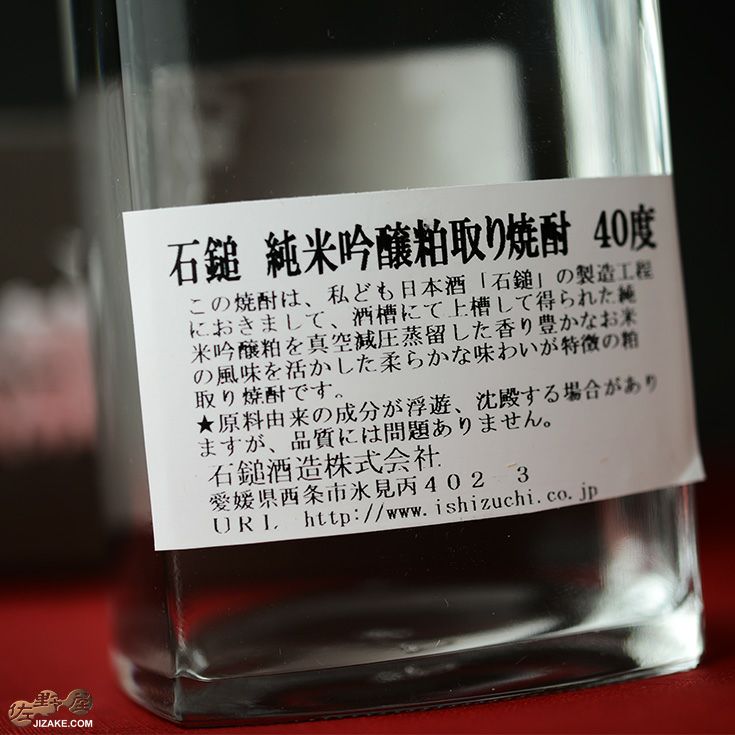 石鎚　純米吟醸粕取り焼酎　40度
この焼酎は、私ども日本酒「石鎚」の製造工程
におきまして、酒槽にて上槽して得られた純
米吟醸粕を真空減圧蒸留した香り豊かなお米
の風味を活かした柔らかな味わいが特徴の粕
取り焼酎です。
★原料由来の成分が浮遊、沈殿する場合があり
ますが、品質には問題ありません。
石鎚酒造株式会社
愛媛県西条市氷見丙４０２　３
ＵＲＬ　http://www.ishizuchi.co.jp
佐野屋
JIZAKE.COM